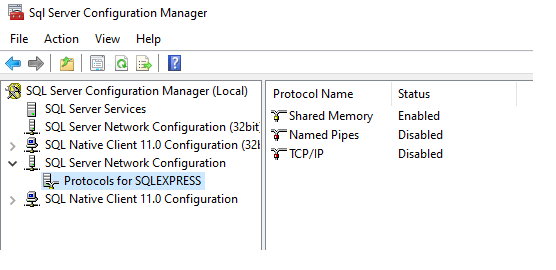 Sql Server Configuration Manager
File Action View Help
SQL Server Configuration Manager (Local)
SQL Server Services
SQL Server Network Configuration (32bit
SQL Native Client 11.0 Configuration (32b
SQL Server Network Configuration
Protocols for SQLEXPRESS
SQL Native Client 11.0 Configuration
Protocol Name Status
Shared Memory Enabled
Named Pipes Disabled
TCP/IP Disabled